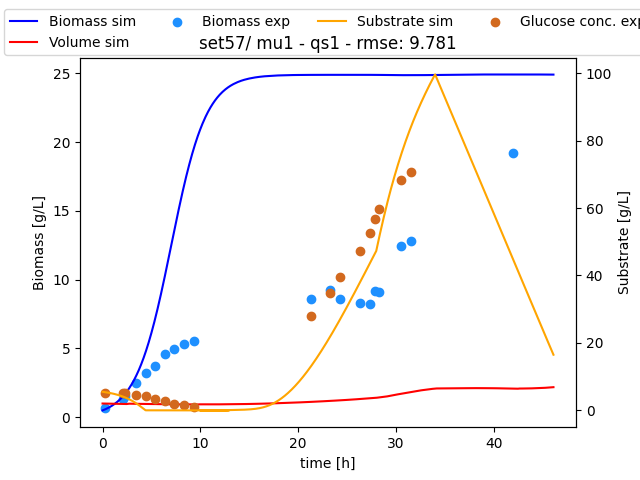 Biomass sim
Biomass exp
Substrate sim
Glucose conc. exp
Volume sim
set57/ mu1 - qs1 - rmse: 9.781
25
20
15
10
5
0
Biomass [g/L]
100
80
60
40
20
0
Substrate [g/L]
0
10
20
30
40
time [h]